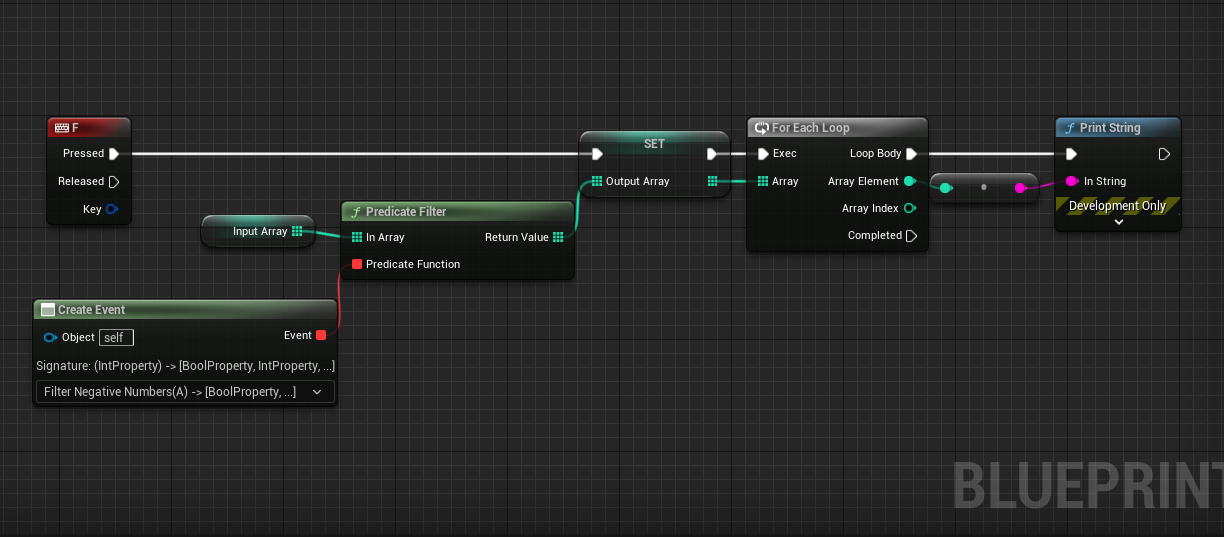 F
Pressed
Released
Key
Input Array
Predicate Filter
In Array
Return Value
Predicate Function
Create Event
Object self
Event
Signature: (IntProperty) -> [BoolProperty, IntProperty, ...]
Filter Negative Numbers(A) -> [BoolProperty, ...]
SET
Output Array
For Each Loop
Exec
Loop Body
Array
Array Element
Array Index
Completed
Print String
In String
Development Only
BLUEPRINT